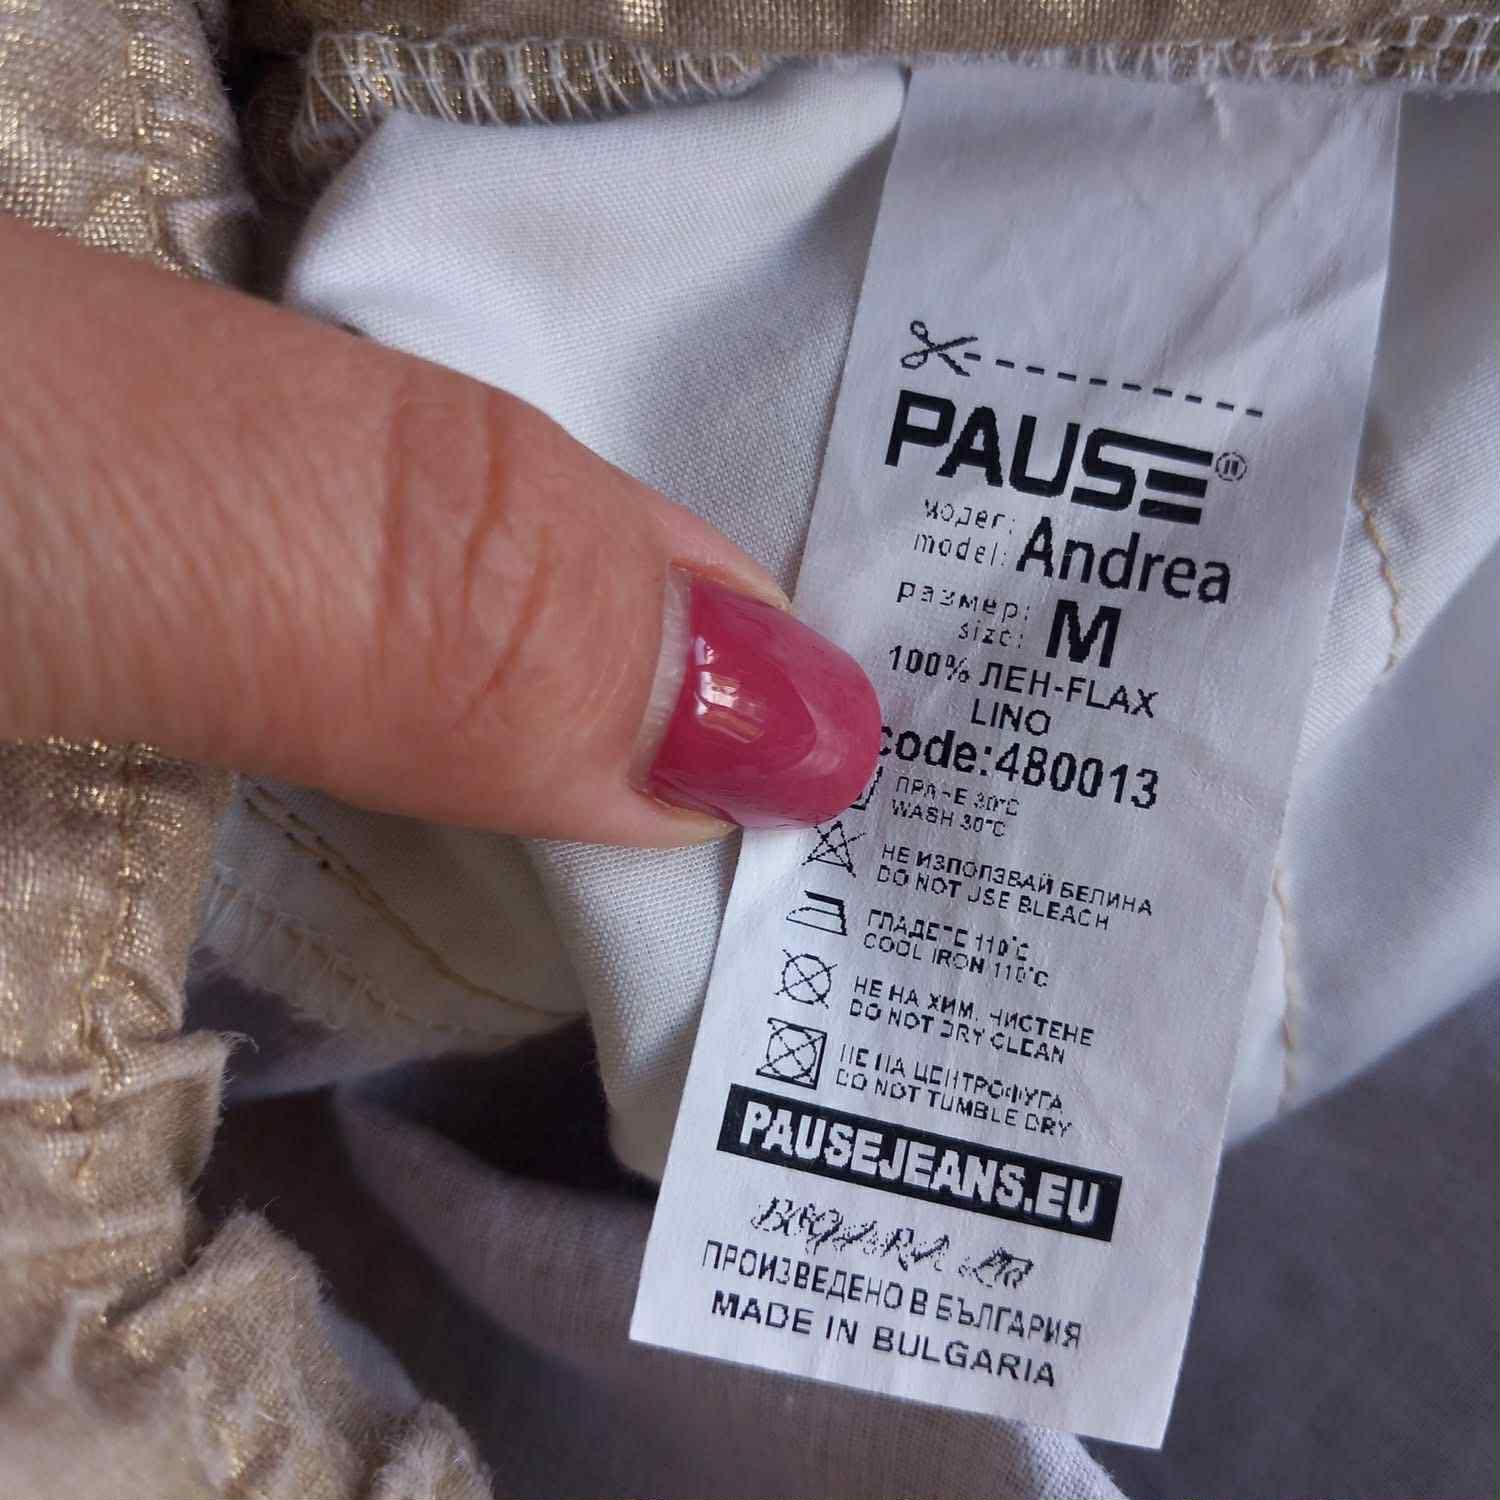 PAUSE®
модел:
model: Andrea
размер:
size: M
100% ЛЕН-FLAX
LINO
code:480013
ПРАНЕ 30°C
WASH 30°C
НЕ ИЗПОЛЗВАЙ БЕЛИНА
DO NOT USE BLEACH
ГЛАДЕТЕ 110°C
COOL IRON 110°C
НЕ НА ХИМ. ЧИСТЕНЕ
DO NOT DRY CLEAN
НЕ НА ЦЕНТРОФУГА
DO NOT TUMBLE DRY
PAUSEJEANS.EU
ПРОИЗВЕДЕНО В БЪЛГАРИЯ
MADE IN BULGARIA